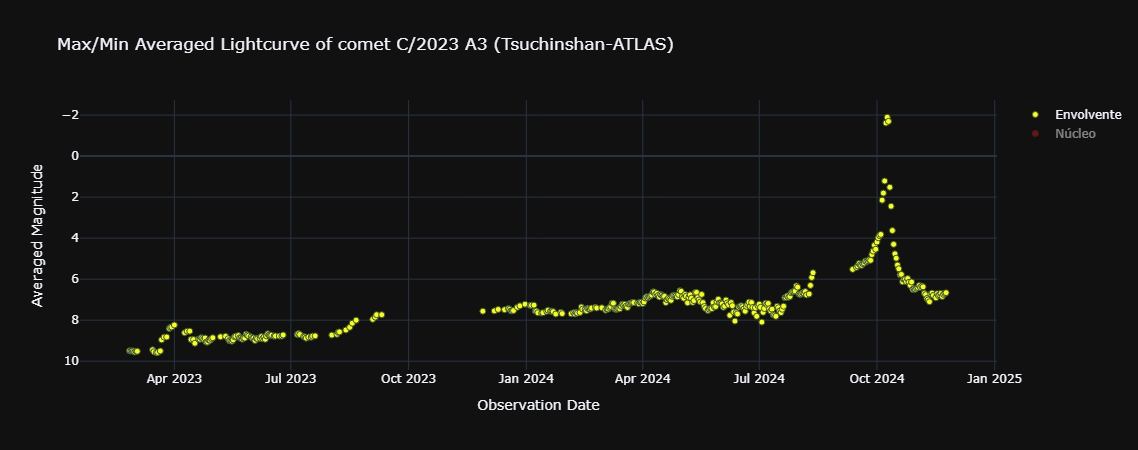 Max/Min Averaged Lightcurve of comet C/2023 A3 (Tsuchinshan-ATLAS)
Envolvente
Núcleo
Averaged Magnitude
−2
0
2
4
6
8
10
Apr 2023
Jul 2023
Oct 2023
Jan 2024
Apr 2024
Jul 2024
Oct 2024
Jan 2025
Observation Date